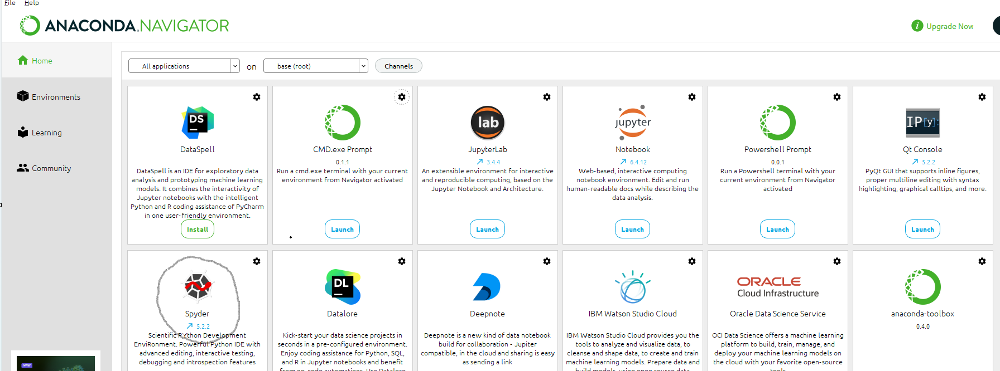 File Help
ANACONDA.NAVIGATOR
i Upgrade Now
Home
Environments
Learning
Community
All applications on base (root) Channels
DS
DataSpell
DataSpell is an IDE for exploratory data
analysis and prototyping machine learning
models. It combines the interactivity of
Jupyter notebooks with the intelligent
Python and R coding assistance of PyCharm
in one user-friendly environment.
Install
CMD.exe Prompt
0.1.1
Run a cmd.exe terminal with your current
environment from Navigator activated
Launch
lab
JupyterLab
3.4.4
An extensible environment for interactive
and reproducible computing, based on the
Jupyter Notebook and Architecture.
Launch
jupyter
Notebook
6.4.12
Web-based, interactive computing
notebook environment. Edit and run
human-readable docs while describing the
data analysis.
Launch
Powershell Prompt
0.0.1
Run a Powershell terminal with your
current environment from Navigator
activated
Launch
IP[y]:
Qt Console
5.2.2
PyQt GUI that supports inline figures,
proper multiline editing with syntax
highlighting, graphical calltips, and more.
Launch
Spyder
5.2.2
Scientific PYthon Development
EnviRonment. Powerful Python IDE with
advanced editing, interactive testing,
debugging and introspection features
DL
Datalore
Kick-start your data science projects in
seconds in a pre-configured environment.
Enjoy coding assistance for Python, SQL,
and R in Jupyter notebooks and benefit
from no-code automations. Use Datalore
Deepnote
Deepnote is a new kind of data notebook
build for collaboration - Jupiter
compatible, in the cloud and sharing is easy
as sending a link
IBM Watson Studio Cloud
IBM Watson Studio Cloud provides you the
tools to analyze and visualize data, to
cleanse and shape data, to create and train
machine learning models. Prepare data and
build models, using open source data
ORACLE
Cloud Infrastructure
Oracle Data Science Service
OCI Data Science offers a machine learning
platform to build, train, manage, and
deploy your machine learning models on
the cloud with your favorite open-source
tools
anaconda-toolbox
0.4.0